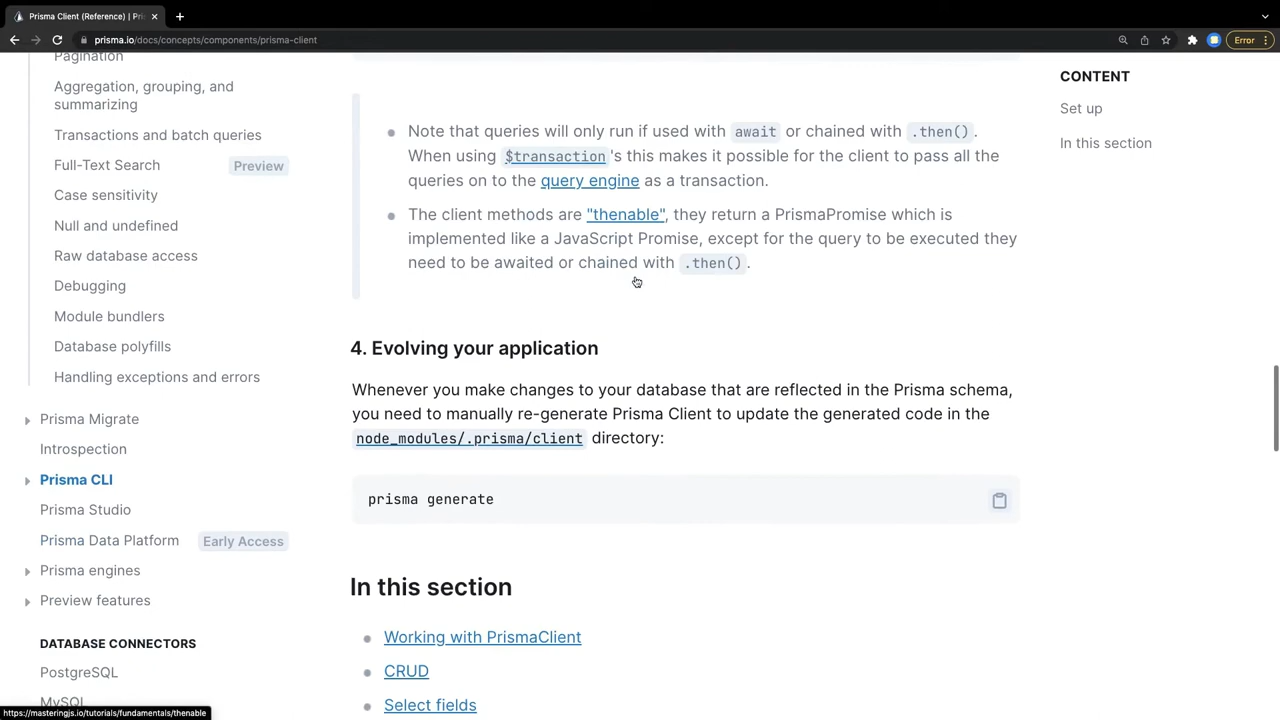 Prisma Client (Reference) | Pri
prisma.io/docs/concepts/components/prisma-client
Error
Pagination
Aggregation, grouping, and
summarizing
Transactions and batch queries
Full-Text Search
Preview
Case sensitivity
Null and undefined
Raw database access
Debugging
Module bundlers
Database polyfills
Handling exceptions and errors
Prisma Migrate
Introspection
Prisma CLI
Prisma Studio
Prisma Data Platform
Early Access
Prisma engines
Preview features
DATABASE CONNECTORS
PostgreSQL
MySQL
https://masteringjs.io/tutorials/fundamentals/thenable
Note that queries will only run if used with await or chained with .then().
When using $transaction's this makes it possible for the client to pass all the
queries on to the query engine as a transaction.
The client methods are "thenable", they return a PrismaPromise which is
implemented like a JavaScript Promise, except for the query to be executed they
need to be awaited or chained with .then().
4. Evolving your application
Whenever you make changes to your database that are reflected in the Prisma schema,
you need to manually re-generate Prisma Client to update the generated code in the
node_modules/.prisma/client directory:
prisma generate
In this section
Working with PrismaClient
CRUD
Select fields
CONTENT
Set up
In this section